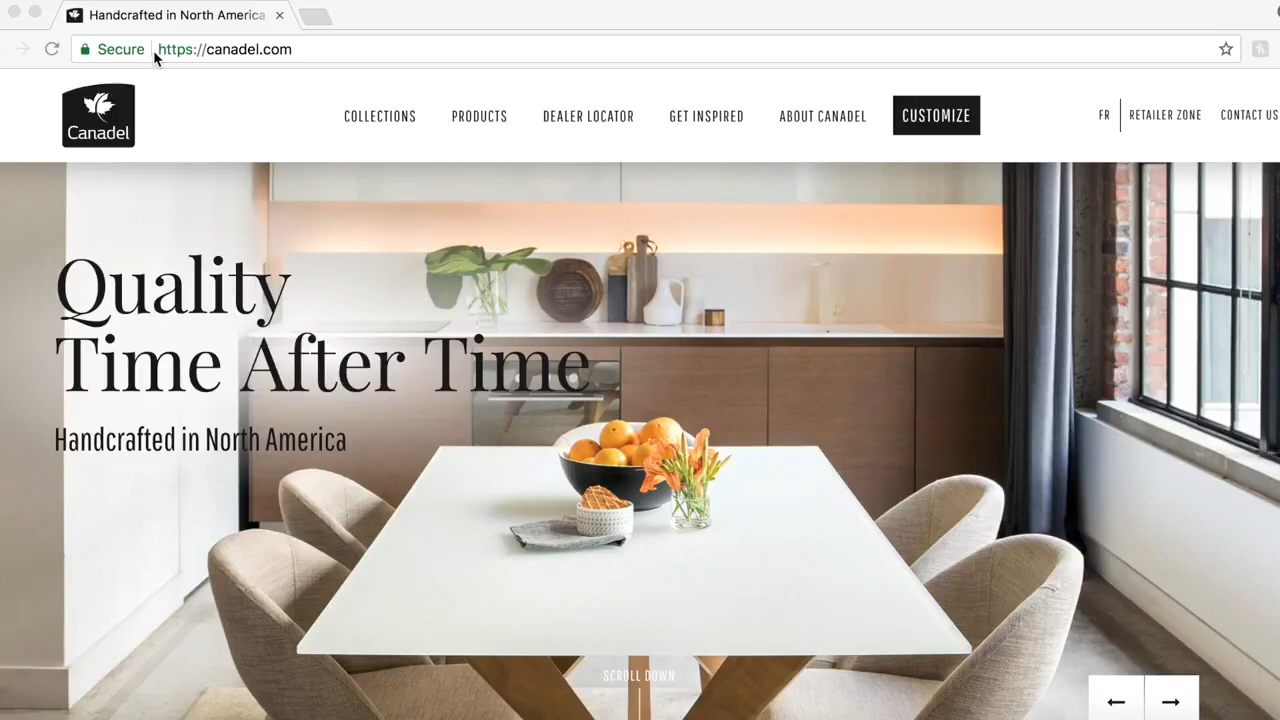 Handcrafted in North America
Secure
https://canadel.com
Canadel
COLLECTIONS
PRODUCTS
DEALER LOCATOR
GET INSPIRED
ABOUT CANADEL
CUSTOMIZE
FR
RETAILER ZONE
CONTACT US
Quality
Time After Time
Handcrafted in North America
SCROLL DOWN